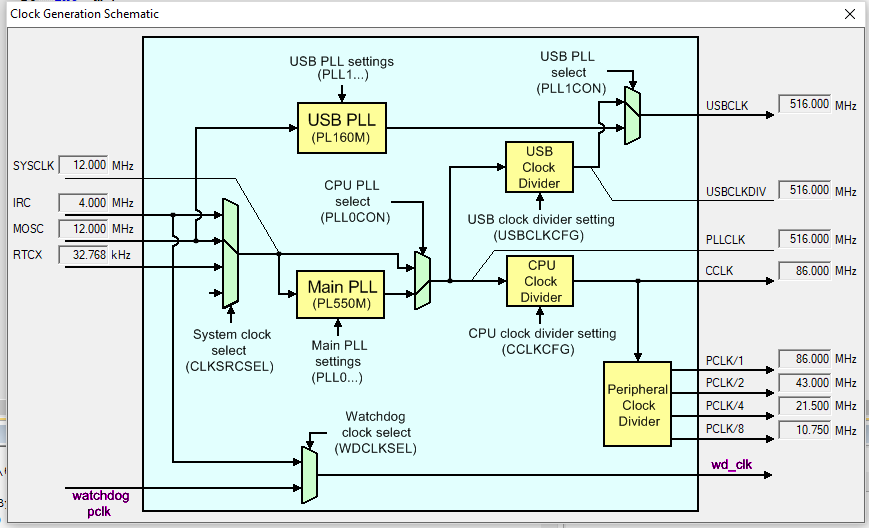 Clock Generation Schematic
USB PLL settings
(PLL1...)
USB PLL
select
(PLL1CON)
USB PLL
(PL160M)
USBCLK 516.000 MHz
SYSCLK 12.000 MHz
USB
Clock
Divider
USBCLKDIV 516.000 MHz
IRC 4.000 MHz
MOSC 12.000 MHz
RTCX 32.768 kHz
CPU PLL
select
(PLL0CON)
USB clock divider setting
(USBCLKCFG)
PLLCLK 516.000 MHz
CCLK 86.000 MHz
Main PLL
(PL550M)
CPU
Clock
Divider
System clock
select
(CLKSRCSEL)
Main PLL
settings
(PLL0...)
CPU clock divider setting
(CCLKCFG)
Peripheral
Clock
Divider
PCLK/1 86.000 MHz
PCLK/2 43.000 MHz
PCLK/4 21.500 MHz
PCLK/8 10.750 MHz
Watchdog
clock select
(WDCLKSEL)
wd_clk
watchdog
pclk